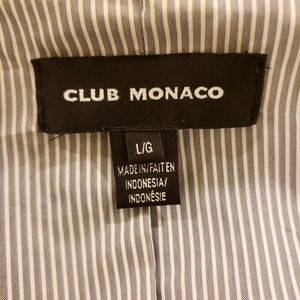 CLUB MONACO
L/G
MADE IN/FAIT EN
INDONESIA/
INDONÉSIE